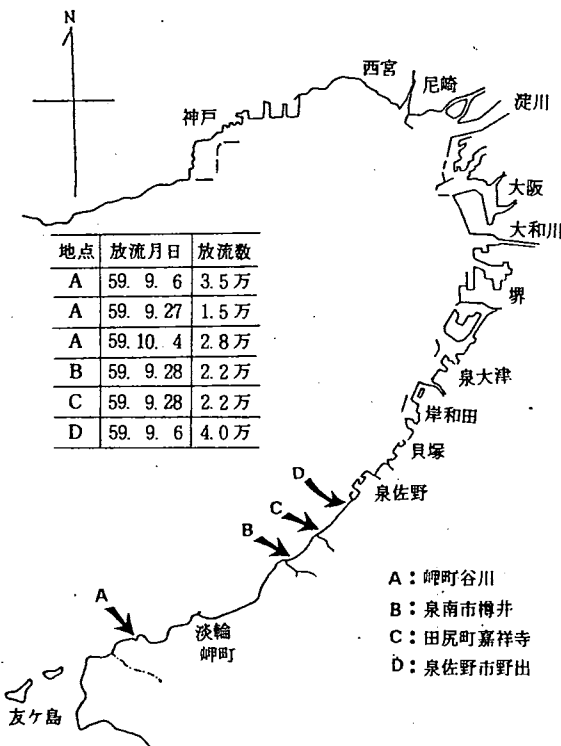 N
西宮
尼崎
淀川
神戸
大阪
大和川
地点 放流月日 放流数
A 59. 9. 6 3.5万
A 59. 9.27 1.5万
A 59.10. 4 2.8万
B 59. 9.28 2.2万
C 59. 9.28 2.2万
D 59. 9. 6 4.0万
堺
泉大津
岸和田
貝塚
泉佐野
D
C
B
A
淡輪
岬町
友ケ島
A：岬町谷川
B：泉南市樽井
C：田尻町嘉祥寺
D：泉佐野市野出